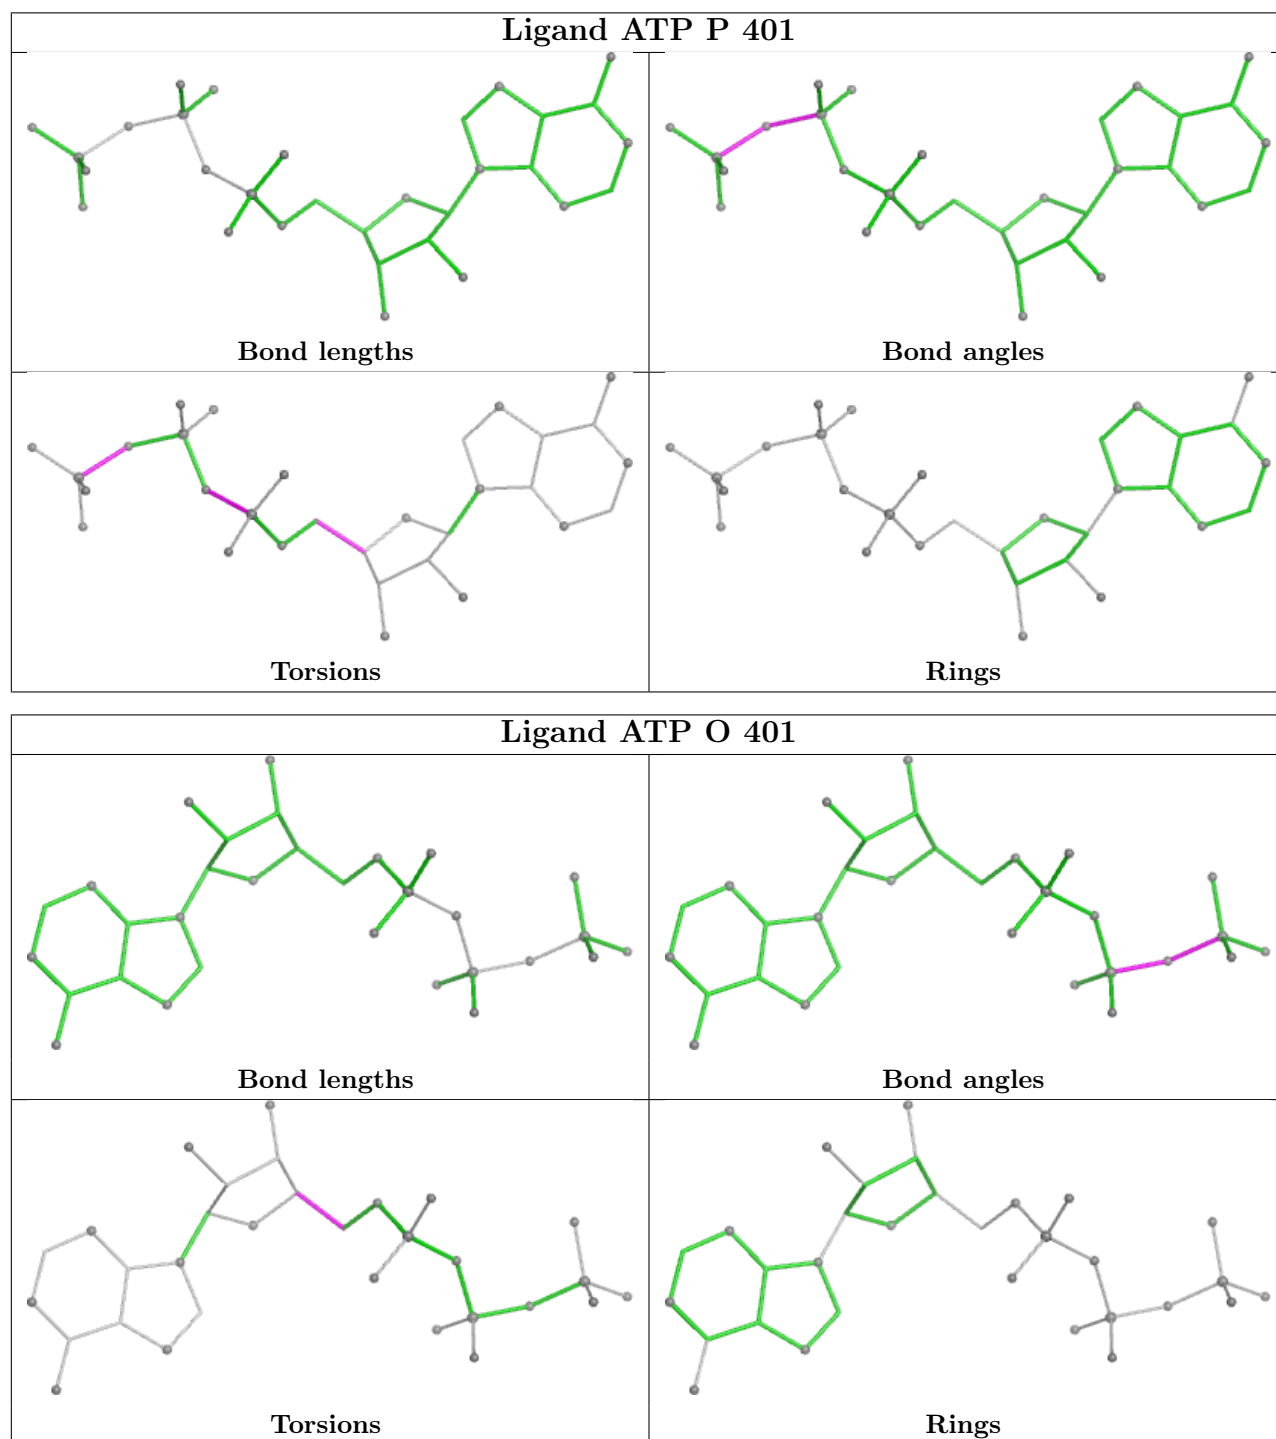 Ligand ATP P 401
Bond lengths
Bond angles
Torsions
Rings
Ligand ATP O 401
Bond lengths
Bond angles
Torsions
Rings